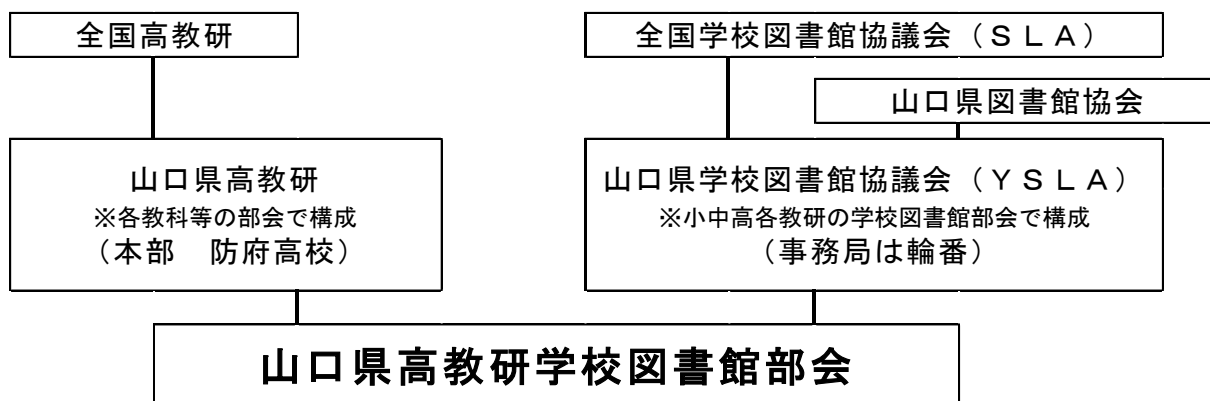 全国高教研
全国学校図書館協議会（ＳＬＡ）
山口県図書館協会
山口県高教研
※各教科等の部会で構成
（本部　防府高校）
山口県学校図書館協議会（ＹＳＬＡ）
※小中高各教研の学校図書館部会で構成
（事務局は輪番）
山口県高教研学校図書館部会